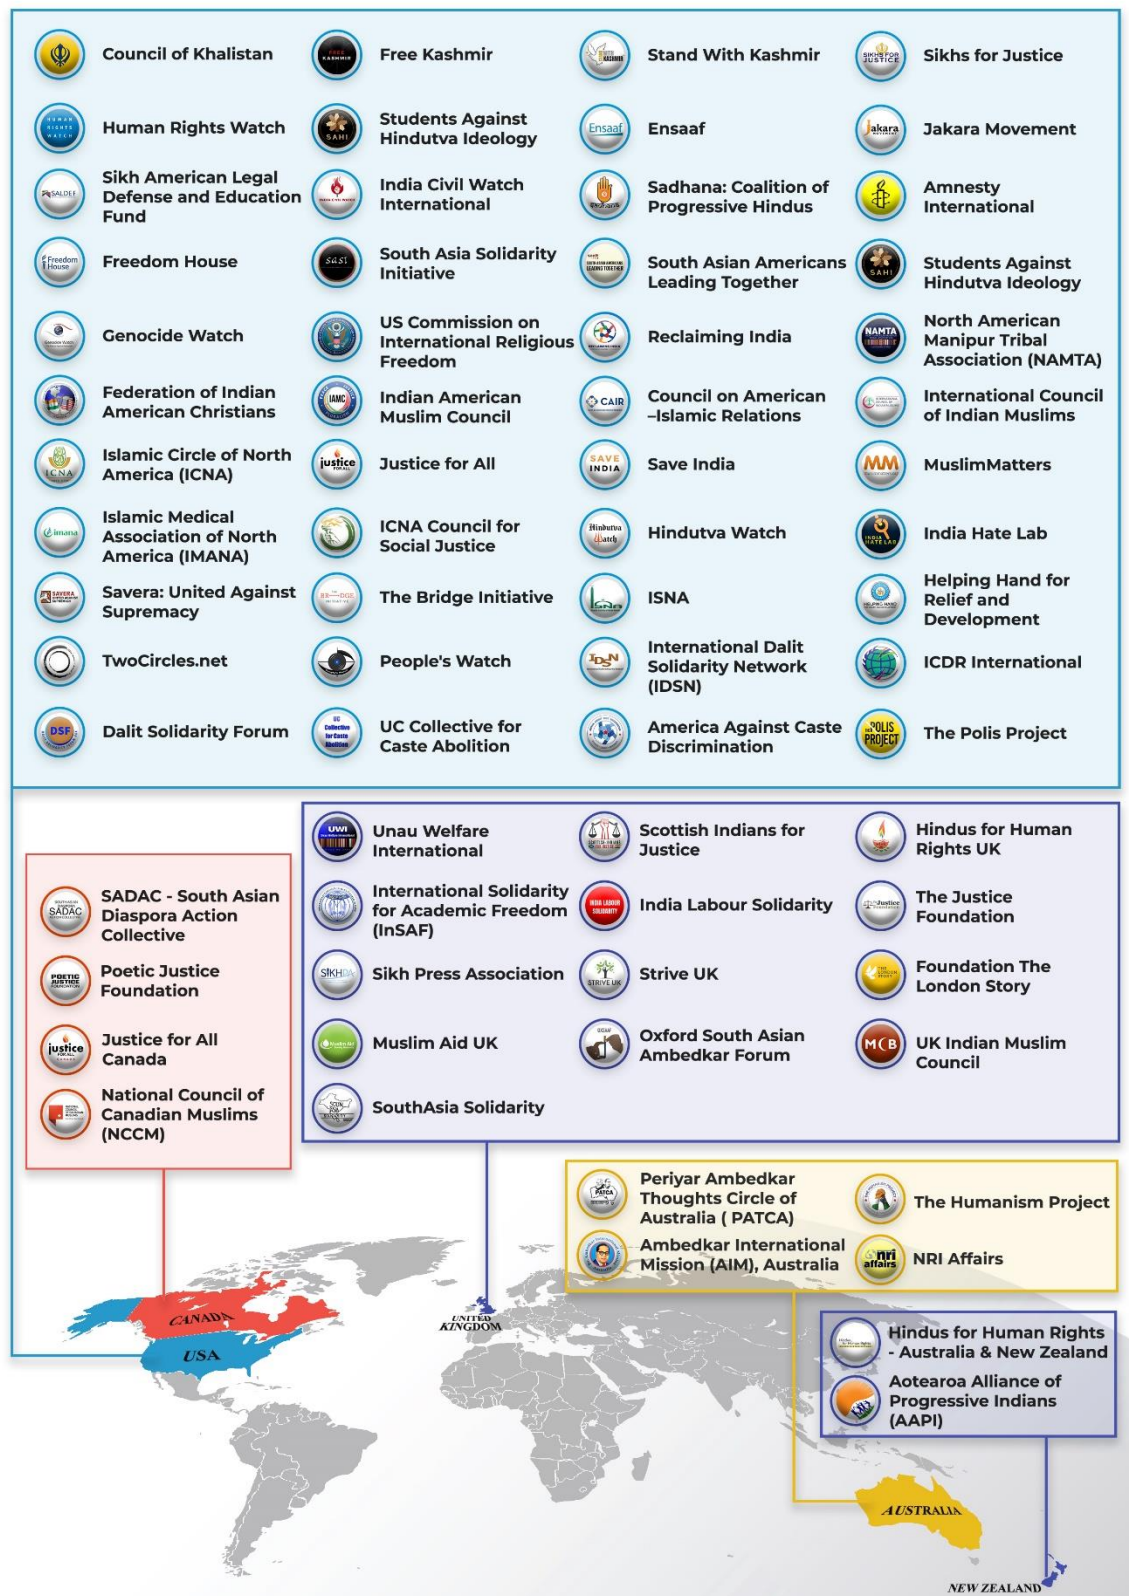 Council of Khalistan
Free Kashmir
Stand With Kashmir
Sikhs for Justice
Human Rights Watch
Students Against
Hindutva Ideology
Ensaaf
Jakara Movement
Sikh American Legal
Defense and Education
Fund
India Civil Watch
International
Sadhana: Coalition of
Progressive Hindus
Amnesty
International
Freedom House
South Asia Solidarity
Initiative
South Asian Americans
Leading Together
Students Against
Hindutva Ideology
Genocide Watch
US Commission on
International Religious
Freedom
Reclaiming India
North American
Manipur Tribal
Association (NAMTA)
Federation of Indian
American Christians
Indian American
Muslim Council
Council on American
–Islamic Relations
International Council
of Indian Muslims
Islamic Circle of North
America (ICNA)
Justice for All
Save India
MuslimMatters
Islamic Medical
Association of North
America (IMANA)
ICNA Council for
Social Justice
Hindutva Watch
India Hate Lab
Savera: United Against
Supremacy
The Bridge Initiative
ISNA
Helping Hand for
Relief and
Development
TwoCircles.net
People's Watch
International Dalit
Solidarity Network
(IDSN)
ICDR International
Dalit Solidarity Forum
UC Collective for
Caste Abolition
America Against Caste
Discrimination
The Polis Project
SADAC - South Asian
Diaspora Action
Collective
Poetic Justice
Foundation
Justice for All
Canada
National Council of
Canadian Muslims
(NCCM)
Unau Welfare
International
Scottish Indians for
Justice
Hindus for Human
Rights UK
International Solidarity
for Academic Freedom
(InSAF)
India Labour Solidarity
The Justice
Foundation
Sikh Press Association
Strive UK
Foundation The
London Story
Muslim Aid UK
Oxford South Asian
Ambedkar Forum
UK Indian Muslim
Council
SouthAsia Solidarity
Periyar Ambedkar
Thoughts Circle of
Australia ( PATCA)
The Humanism Project
Ambedkar International
Mission (AIM), Australia
NRI Affairs
Hindus for Human Rights
- Australia & New Zealand
Aotearoa Alliance of
Progressive Indians
(AAPI)
CANADA
USA
UNITED
KINGDOM
AUSTRALIA
NEW ZEALAND